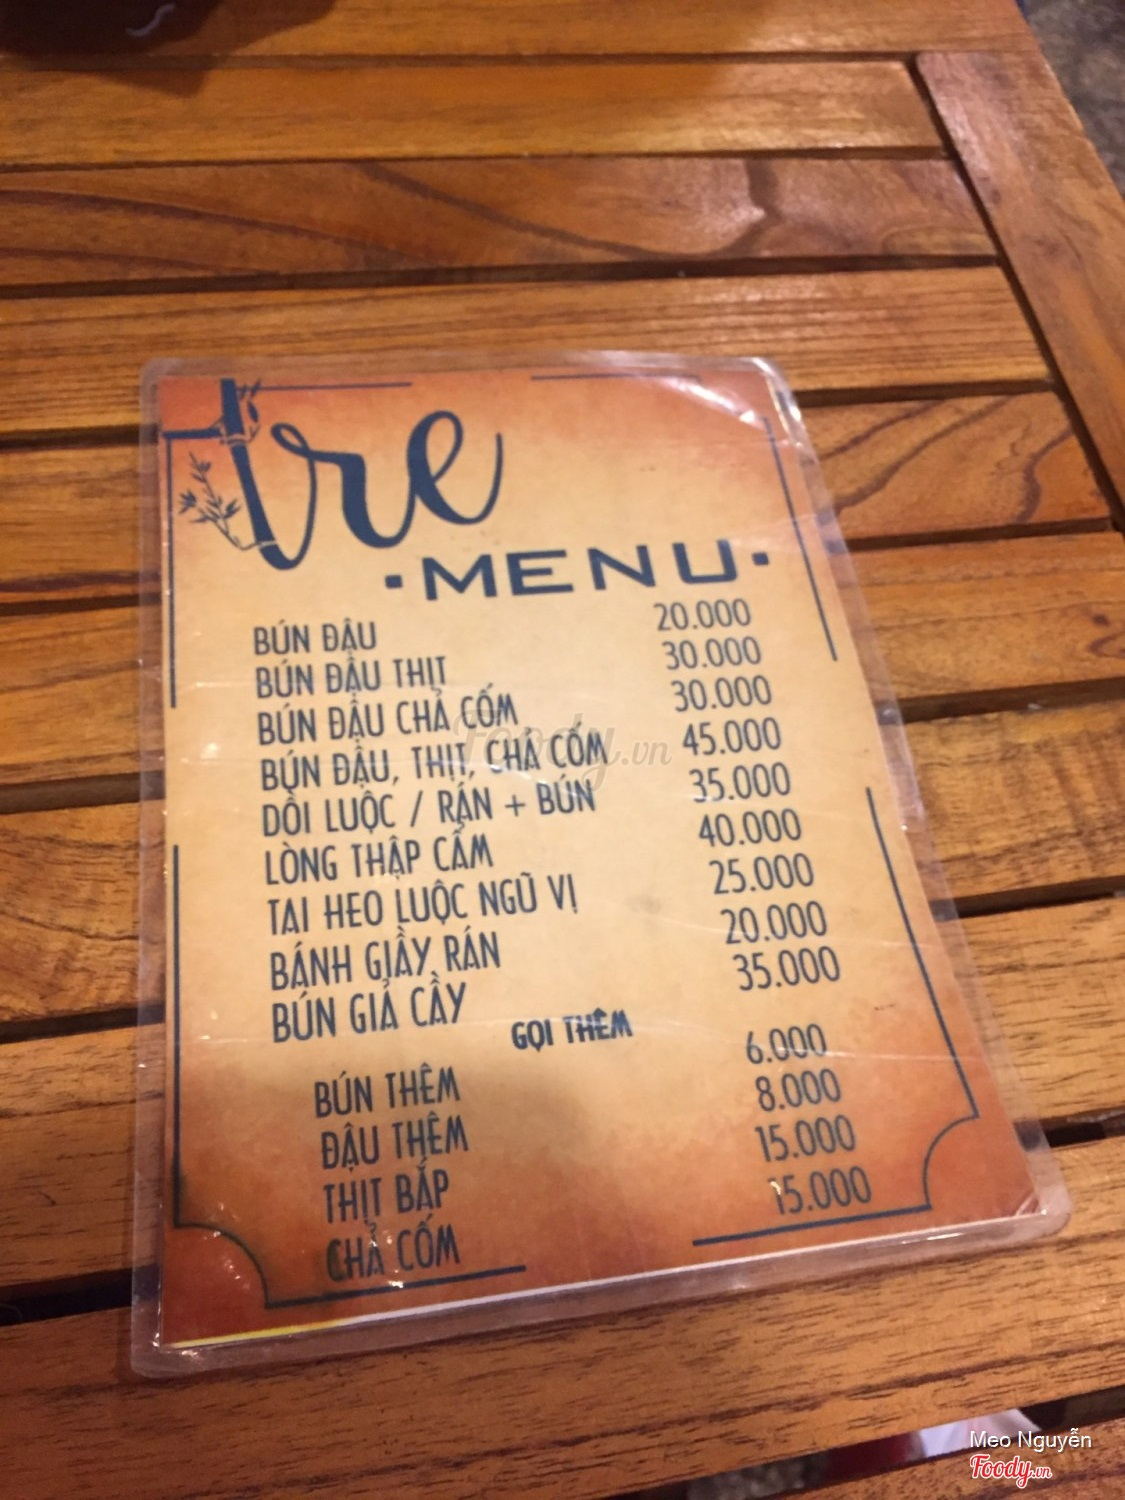 tre
·MENU·
BÚN ĐẬU 20.000
BÚN ĐẬU THỊT 30.000
BÚN ĐẬU CHẢ CỐM 30.000
BÚN ĐẬU, THỊT, CHẢ CỐM 45.000
DỒI LUỘC / RÁN + BÚN 35.000
LÒNG THẬP CẨM 40.000
TAI HEO LUỘC NGŨ VỊ 25.000
BÁNH GIẦY RÁN 20.000
BÚN GIẢ CẦY 35.000
GỌI THÊM
BÚN THÊM 6.000
ĐẬU THÊM 8.000
THỊT BẮP 15.000
CHẢ CỐM 15.000
Foody.vn
Meo Nguyễn
Foody.vn